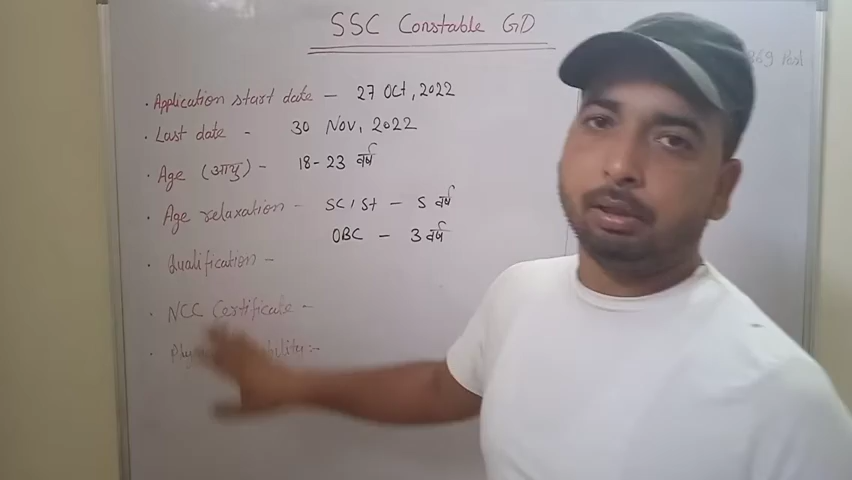 SSC Constable GD
Post
• Application start date – 27 Oct, 2022
• Last date - 30 Nov, 2022
• Age (आयु) - 18-23 वर्ष
• Age relaxation – SC/St – 5 वर्ष
OBC – 3 वर्ष
• Qualification –
• NCC Certificate –